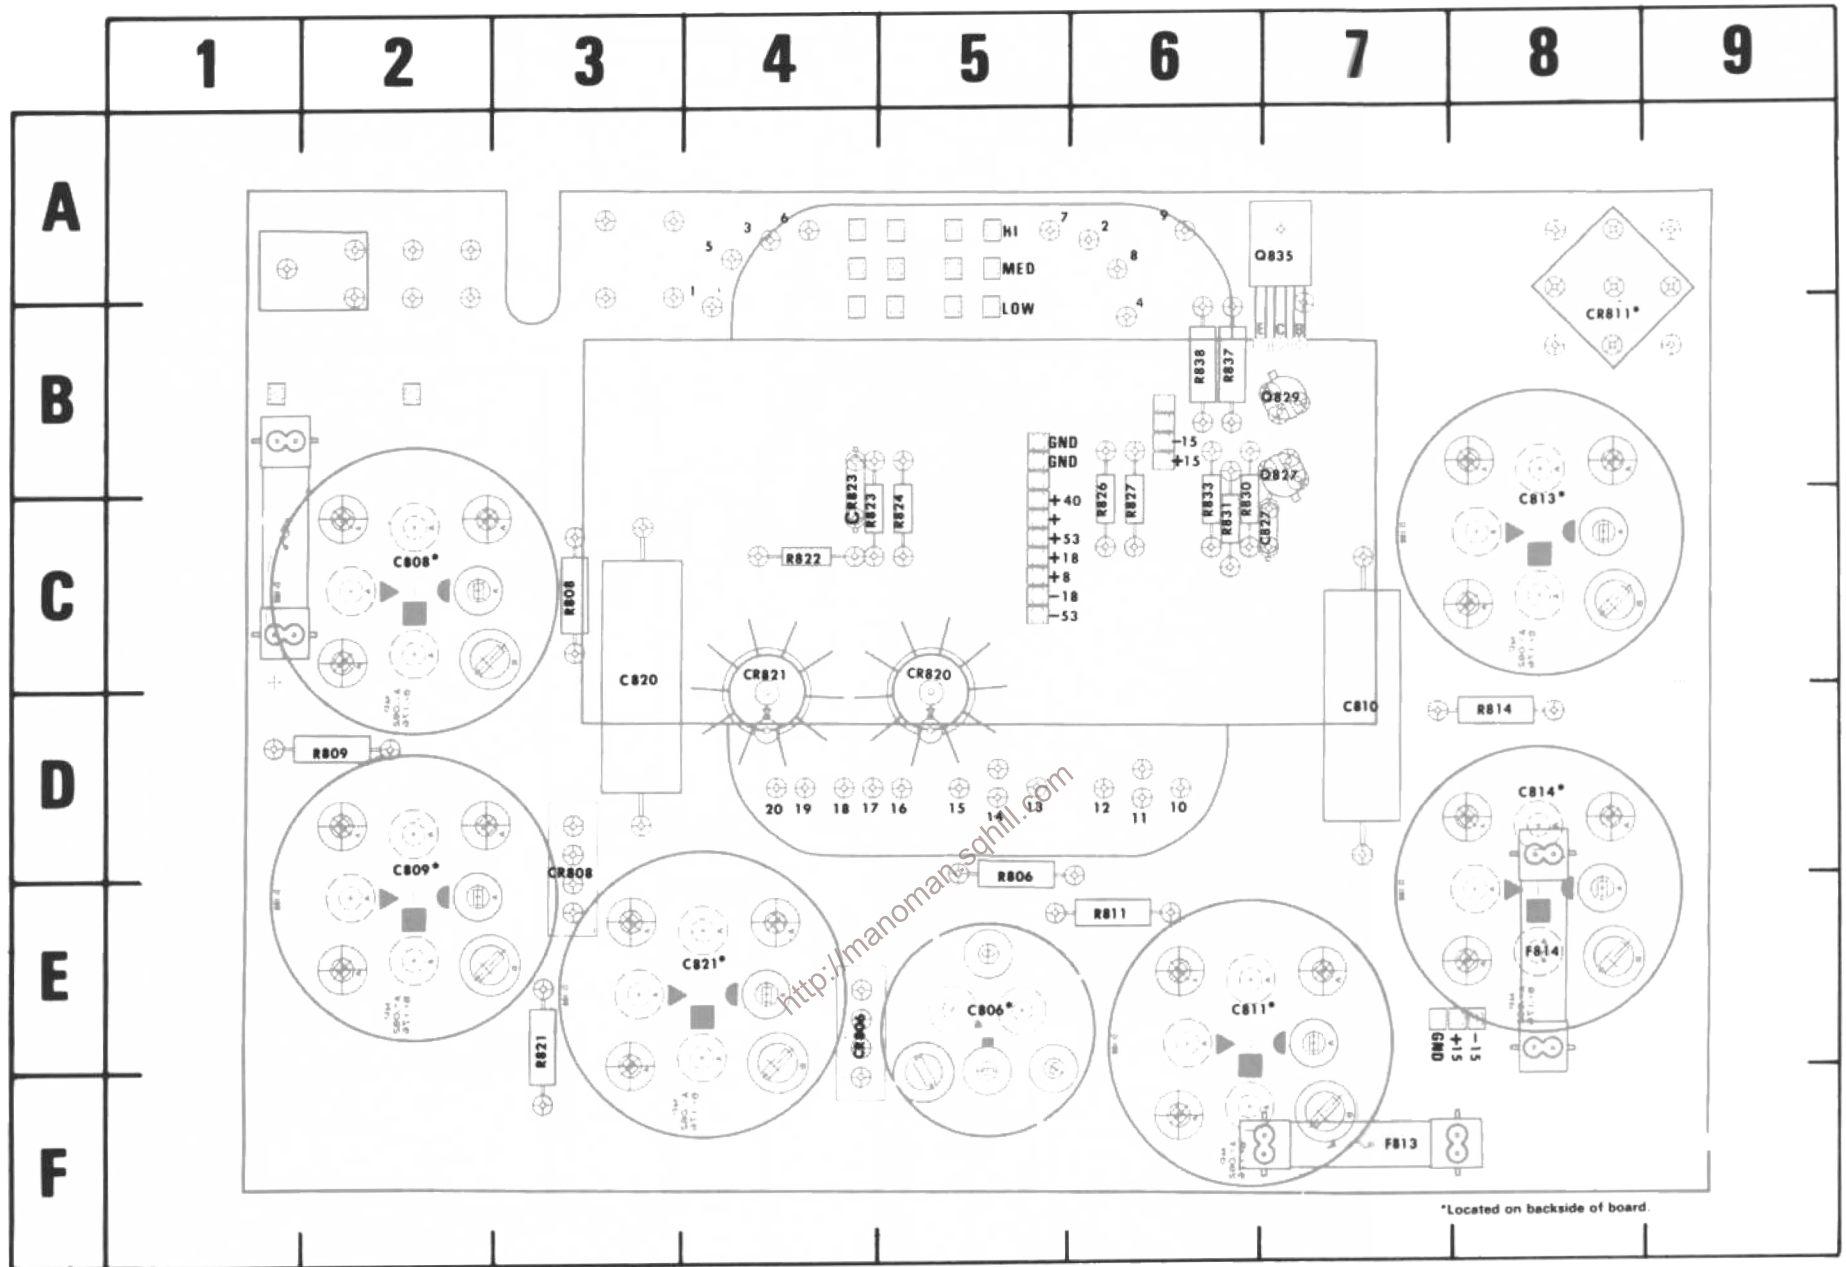 1 2 3 4 5 6 7 8 9
A
3 6 7 2 9
HI
5 8
Q835
MED
1 4
LOW
CR811*
E C B
B
R838 R837
Q829
GND -15
GND +15
Q827
CR823 R823 R824
R826 R827 R833 R831 R830 C827
C813*
+40
+
+53
+18
+8
-18
-53
C808*
R822
C
R808
C820
CR821
CR820
C810
R814
R809
D
C814*
20 19 18 17 16 15 14 13 12 11 10
C809*
CR808
R806
R811
E
C821*
F814
C806*
C811*
R821
CR806
GND +15 -15
F813
F
http://manoman.sqhill.com
*Located on backside of board.